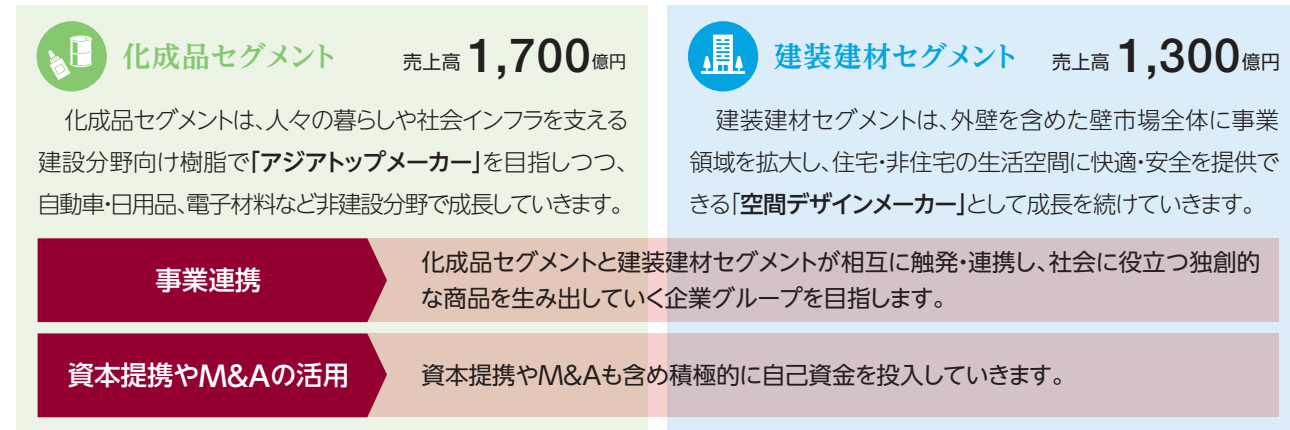 化成品セグメント 売上高 1,700億円
化成品セグメントは、人々の暮らしや社会インフラを支える
建設分野向け樹脂で「アジアトップメーカー」を目指しつつ、
自動車・日用品、電子材料など非建設分野で成長していきます。
建装建材セグメント 売上高 1,300億円
建装建材セグメントは、外壁を含めた壁市場全体に事業
領域を拡大し、住宅・非住宅の生活空間に快適・安全を提供で
きる「空間デザインメーカー」として成長を続けていきます。
事業連携
化成品セグメントと建装建材セグメントが相互に触発・連携し、社会に役立つ独創的
な商品を生み出していく企業グループを目指します。
資本提携やM&Aの活用
資本提携やM&Aも含め積極的に自己資金を投入していきます。